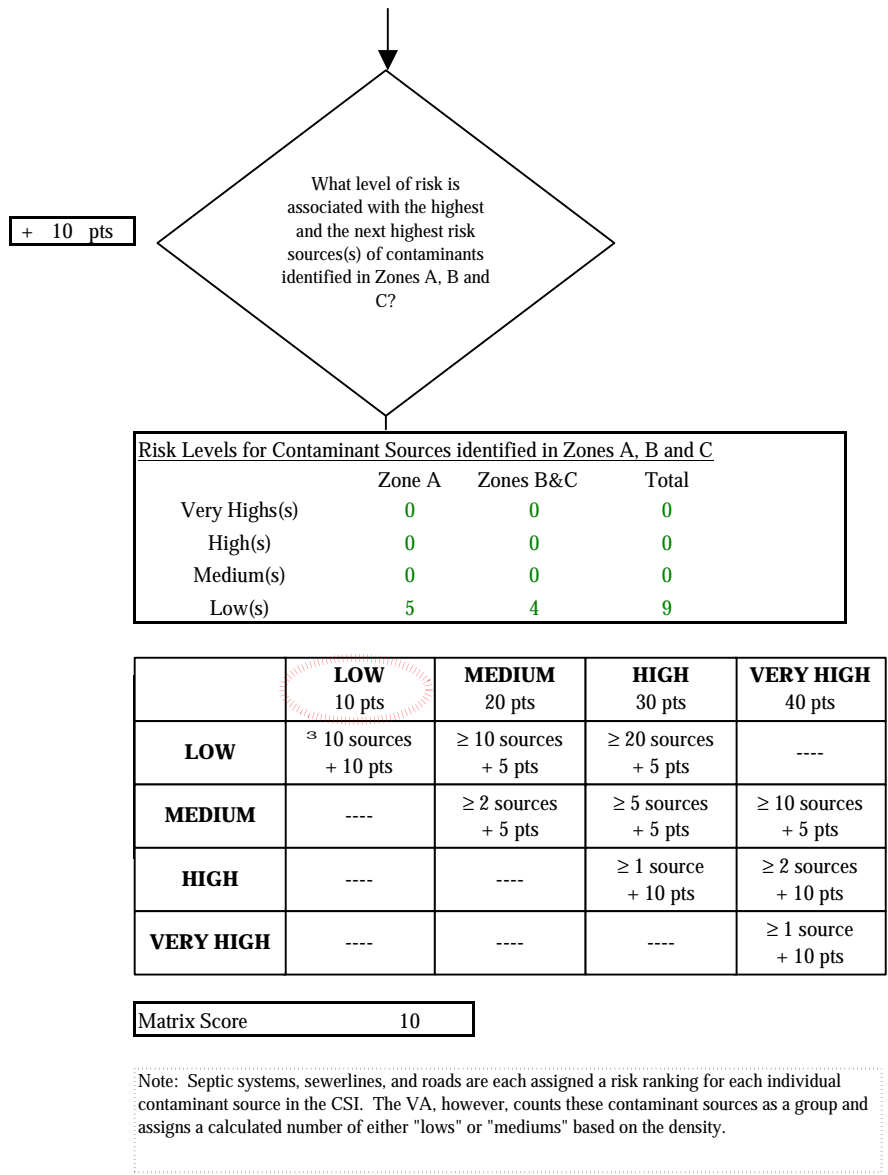 What level of risk is
associated with the highest
and the next highest risk
sources(s) of contaminants
identified in Zones A, B and
C?
+ 10 pts
Risk Levels for Contaminant Sources identified in Zones A, B and C
Zone A Zones B&C Total
Very Highs(s) 0 0 0
High(s) 0 0 0
Medium(s) 0 0 0
Low(s) 5 4 9
LOW MEDIUM HIGH VERY HIGH
10 pts 20 pts 30 pts 40 pts
LOW ³ 10 sources ≥ 10 sources ≥ 20 sources ----
+ 10 pts + 5 pts + 5 pts
MEDIUM ---- ≥ 2 sources ≥ 5 sources ≥ 10 sources
+ 5 pts + 5 pts + 5 pts
HIGH ---- ---- ≥ 1 source ≥ 2 sources
+ 10 pts + 10 pts
VERY HIGH ---- ---- ---- ≥ 1 source
+ 10 pts
Matrix Score 10
Note: Septic systems, sewerlines, and roads are each assigned a risk ranking for each individual
contaminant source in the CSI. The VA, however, counts these contaminant sources as a group and
assigns a calculated number of either "lows" or "mediums" based on the density.